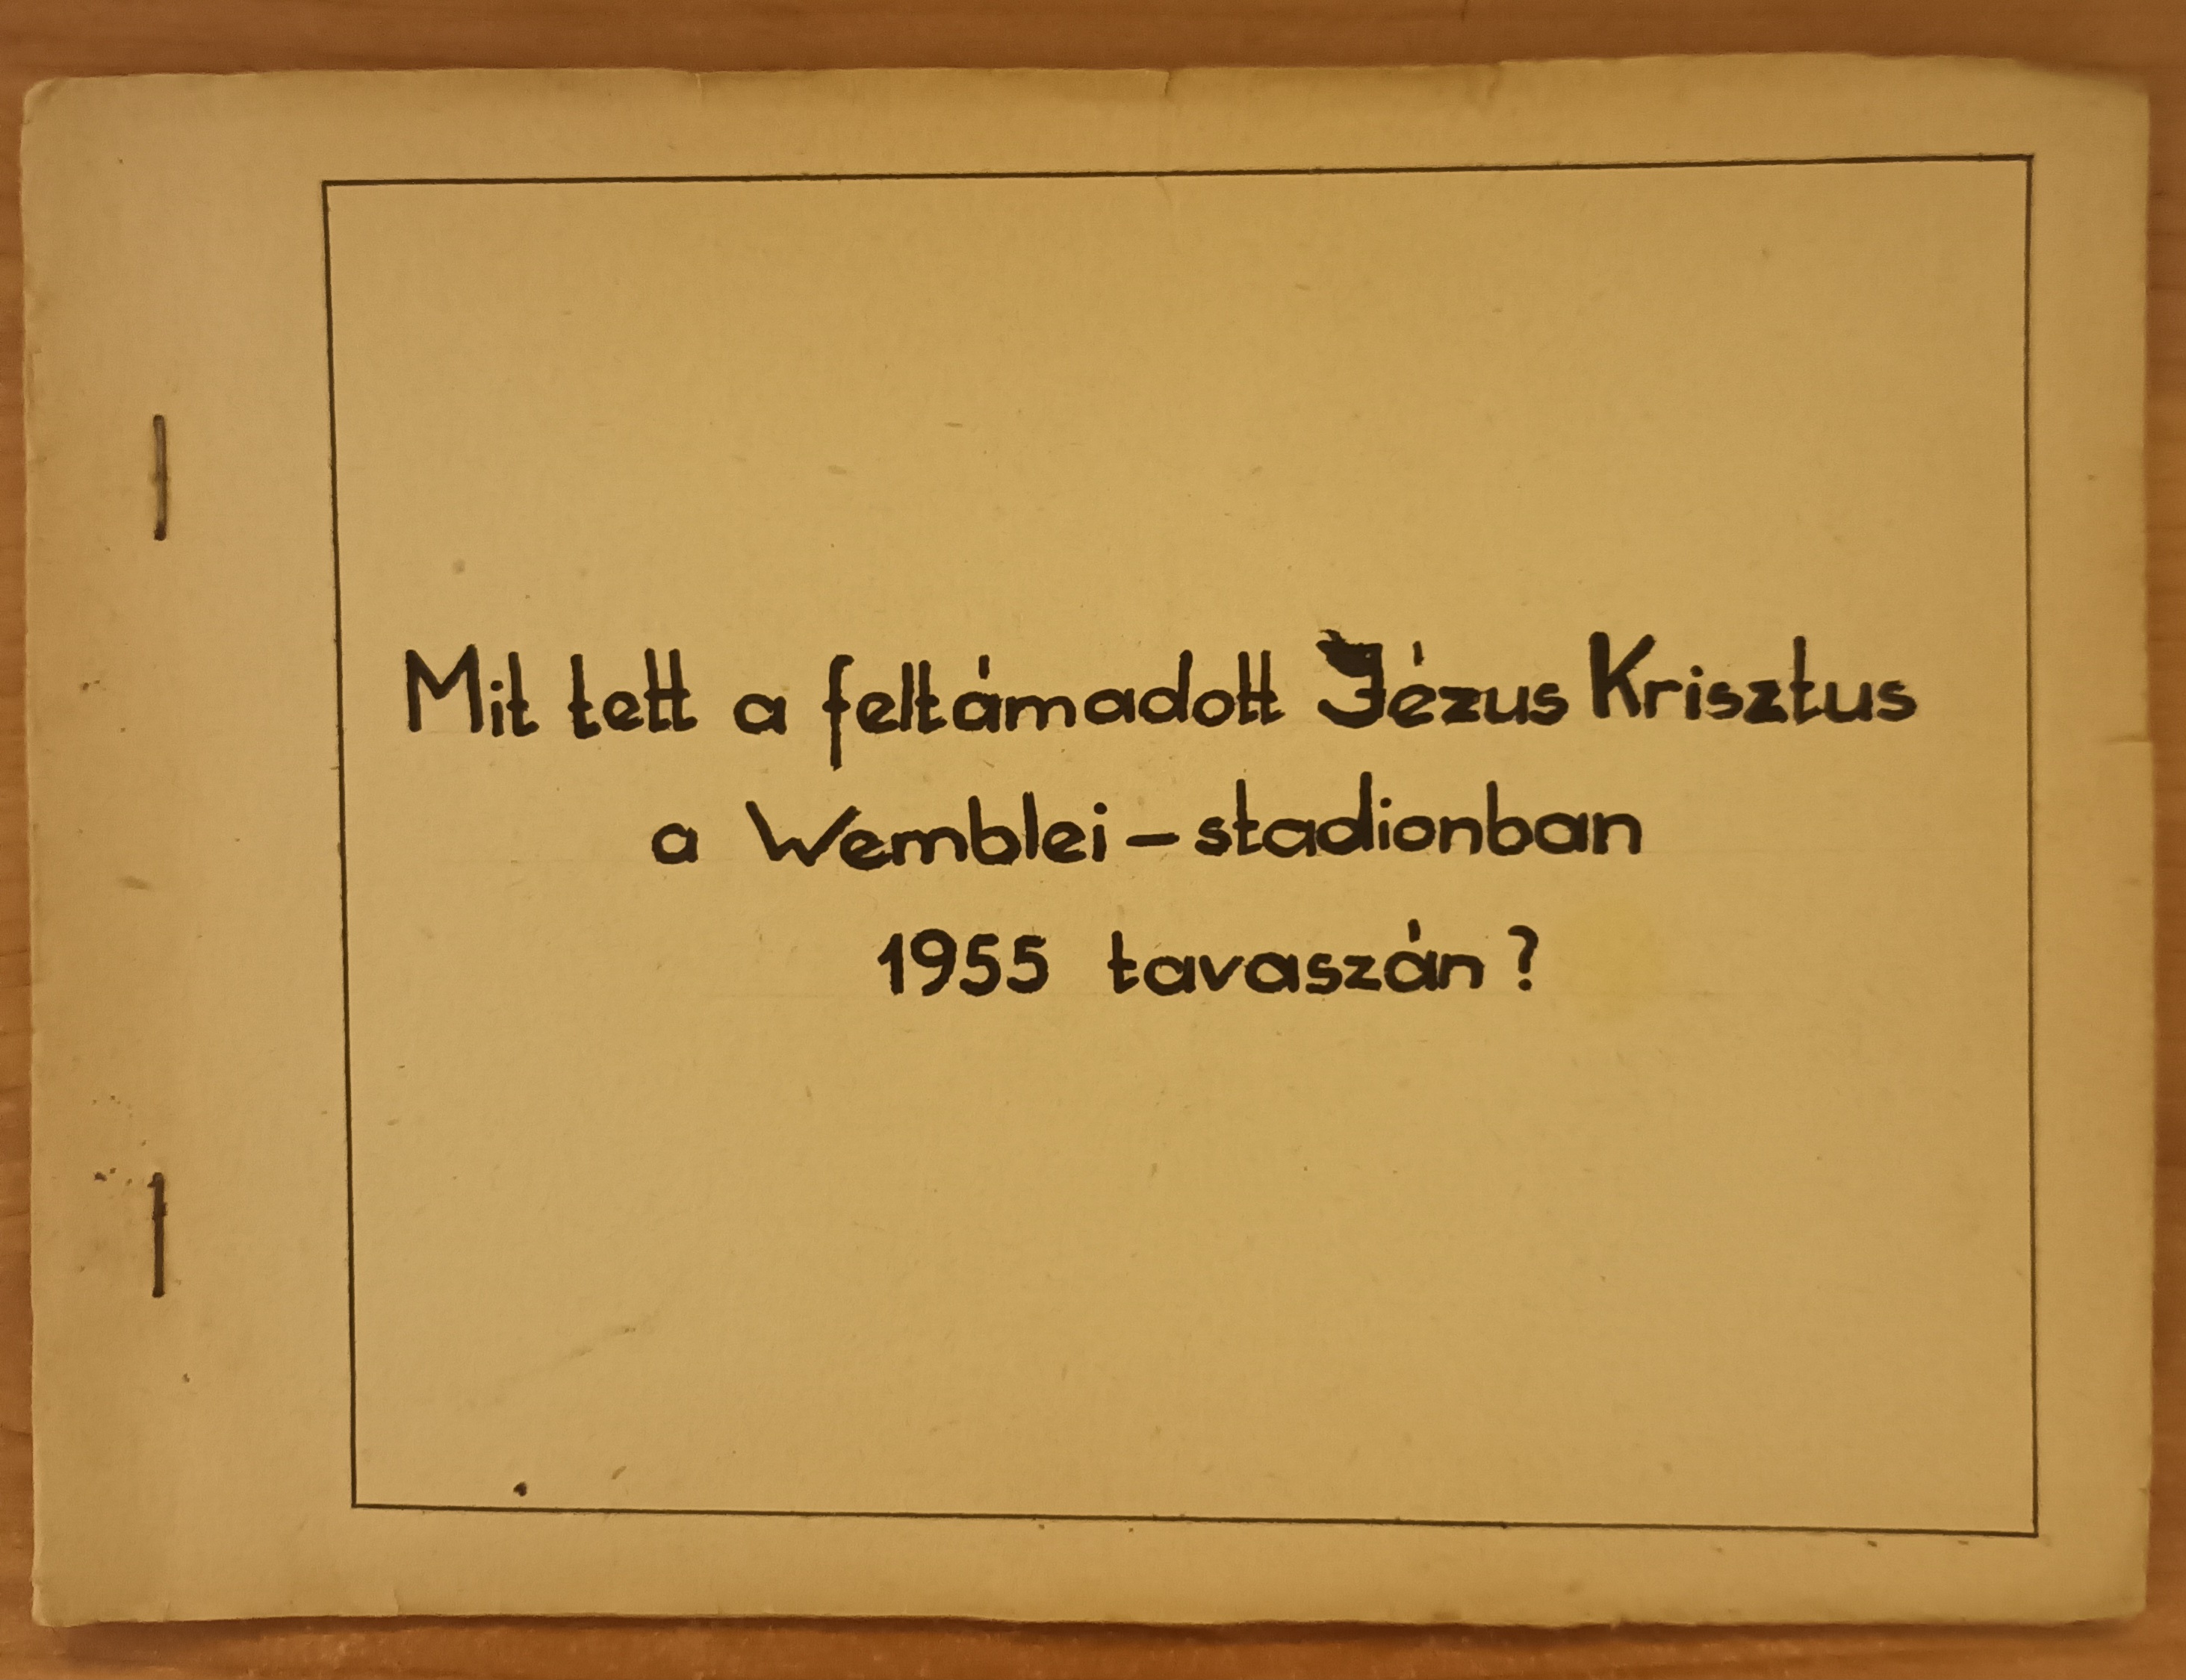 Mit tett a feltámadott Jézus Krisztus
a Wemblei-stadionban
1955 tavaszán?